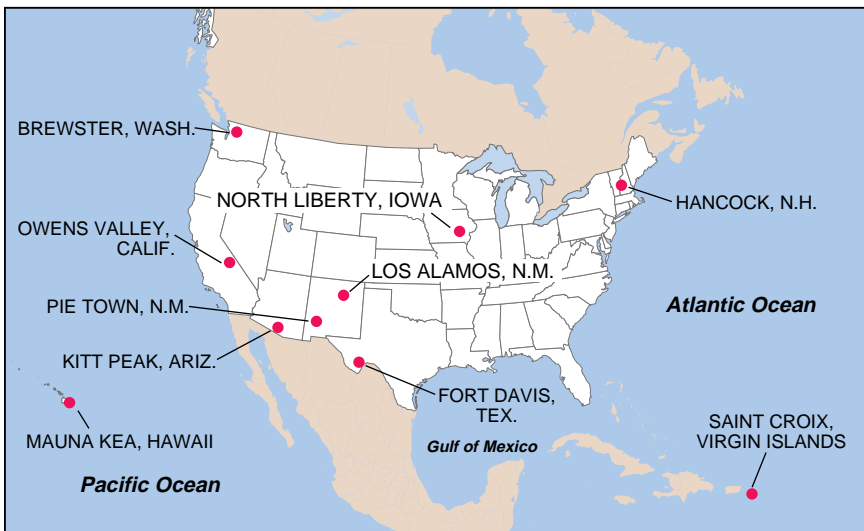 BREWSTER, WASH.
NORTH LIBERTY, IOWA
HANCOCK, N.H.
OWENS VALLEY,
CALIF.
LOS ALAMOS, N.M.
PIE TOWN, N.M.
Atlantic Ocean
KITT PEAK, ARIZ.
FORT DAVIS,
TEX.
MAUNA KEA, HAWAII
Gulf of Mexico
SAINT CROIX,
VIRGIN ISLANDS
Pacific Ocean